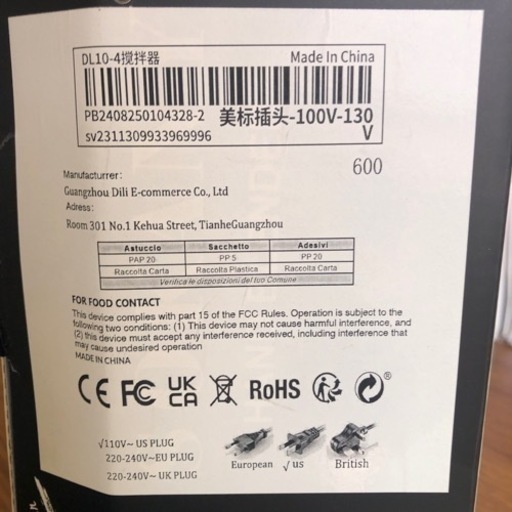 DL10-4搅拌器
Made In China
PB2408250104328-2
美标插头-100V-130V
sv2311309933969996
600
Manufacturrer:
Guangzhou Dili E-commerce Co., Ltd
Adress:
Room 301 No.1 Kehua Street, TianheGuangzhou
Astuccio Sacchetto Adesivi
PAP 20 PP 5 PP 20
Raccolta Carta Raccolta Plastica Raccolta Carta
Verifica le disposizioni del tuo Comune
FOR FOOD CONTACT
This device complies with part 15 of the FCC Rules. Operation is subject to the
following two conditions: (1) This device may not cause harmful interference, and
(2) this device must accept any interference received, including interference that
may cause undesired operation
MADE IN CHINA
CE FC UK CA RoHS
√110V~ US PLUG
220-240V~EU PLUG
220-240V~ UK PLUG
European √us British